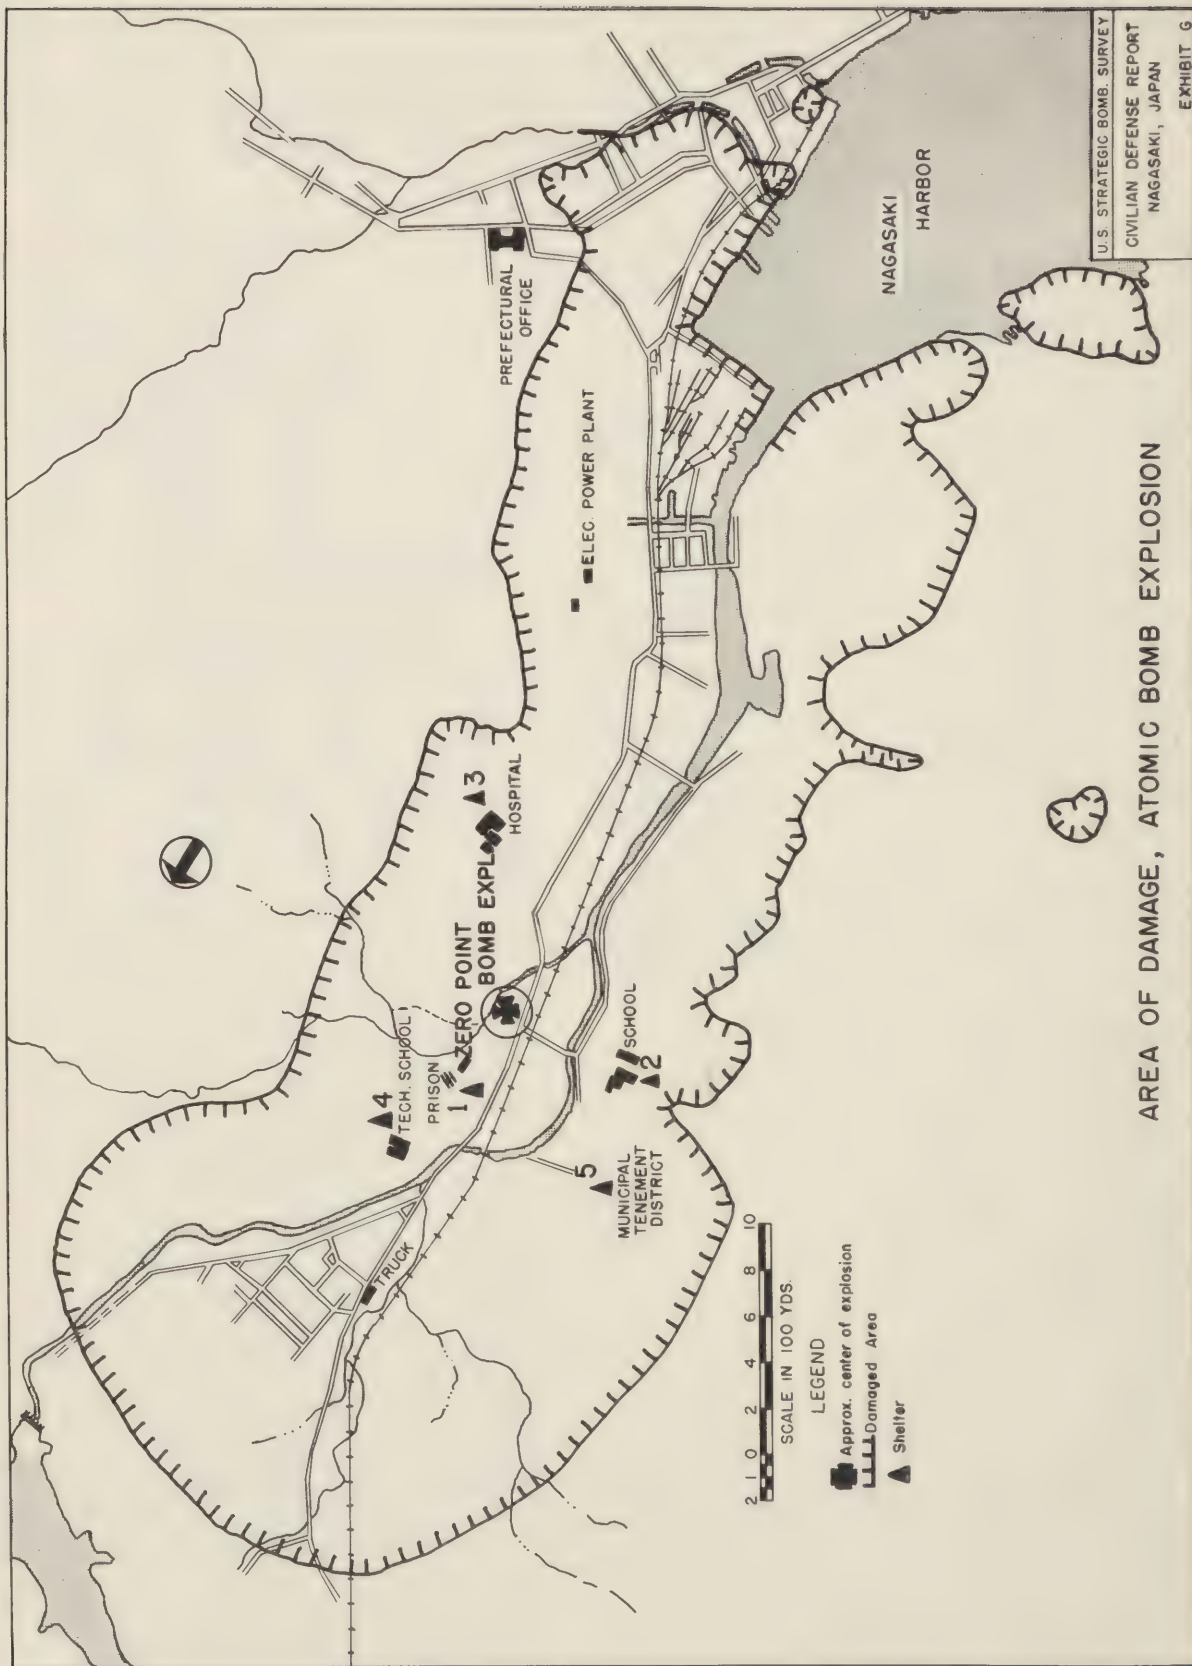 U.S. STRATEGIC BOMB. SURVEY
CIVILIAN DEFENSE REPORT
NAGASAKI, JAPAN
EXHIBIT G
PREFECTURAL
OFFICE
NAGASAKI
HARBOR
ELEC. POWER PLANT
3
HOSPITAL
ZERO POINT
BOMB EXPL.
4
TECH. SCHOOL
PRISON
1
SCHOOL
2
5
MUNICIPAL
TENEMENT
DISTRICT
TRUCK
2 1 0 2 4 6 8 10
SCALE IN 100 YDS.
LEGEND
Approx. center of explosion
Damaged Area
Shelter
AREA OF DAMAGE, ATOMIC BOMB EXPLOSION